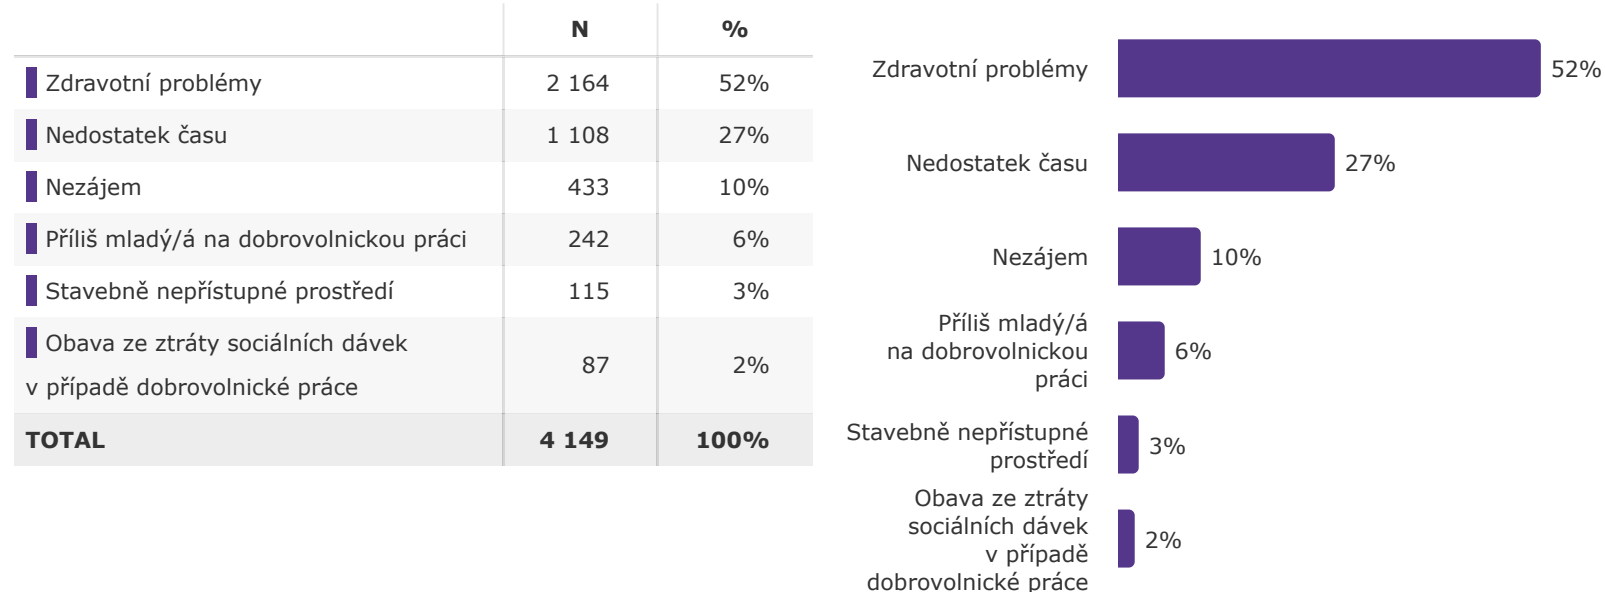 N %
Zdravotní problémy 2 164 52%
Nedostatek času 1 108 27%
Nezájem 433 10%
Příliš mladý/á na dobrovolnickou práci 242 6%
Stavebně nepřístupné prostředí 115 3%
Obava ze ztráty sociálních dávek
v případě dobrovolnické práce 87 2%
TOTAL 4 149 100%
Zdravotní problémy 52%
Nedostatek času 27%
Nezájem 10%
Příliš mladý/á
na dobrovolnickou 6%
práci
Stavebně nepřístupné 3%
prostředí
Obava ze ztráty
sociálních dávek 2%
v případě
dobrovolnické práce